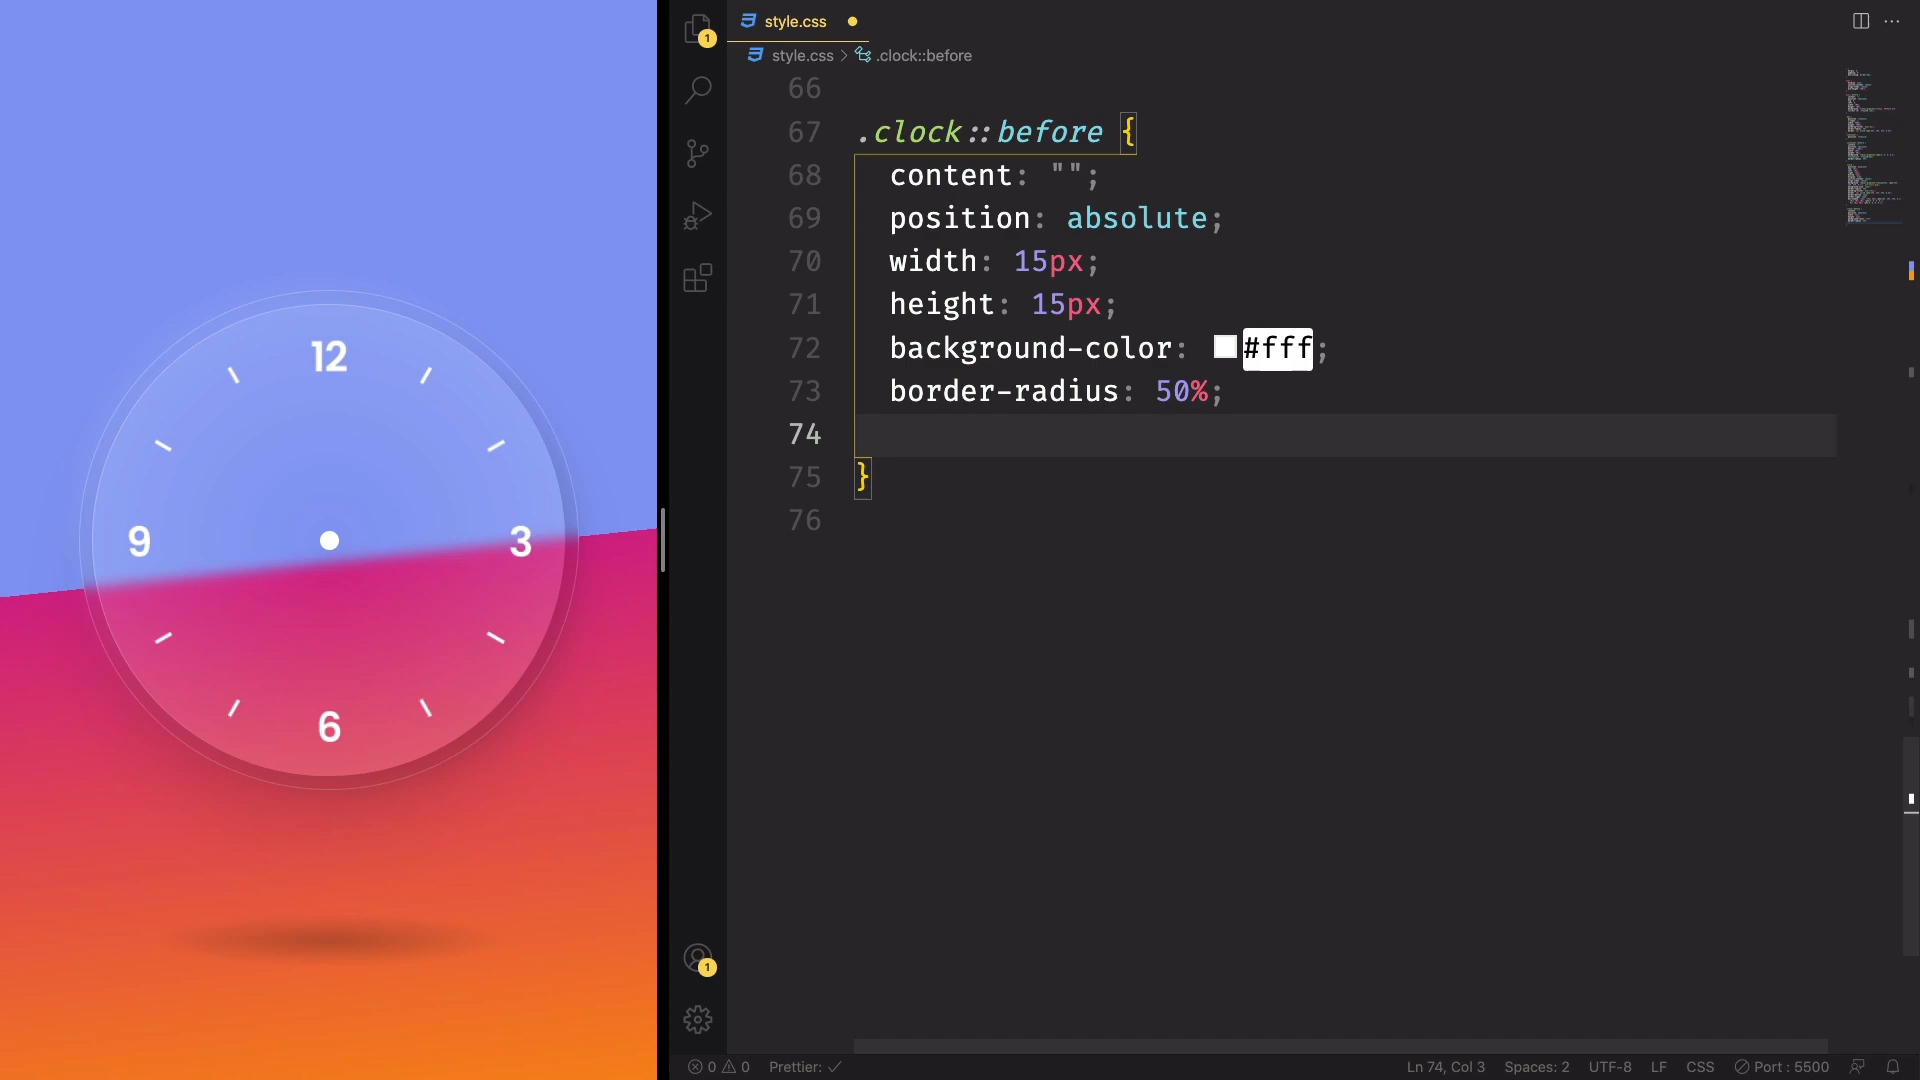 12
9
3
6
1
style.css
style.css > .clock::before
66
67 .clock::before {
68 content: "";
69 position: absolute;
70 width: 15px;
71 height: 15px;
72 background-color: #fff;
73 border-radius: 50%;
74
75 }
76
1
0 0 Prettier: ✓ Ln 74, Col 3 Spaces: 2 UTF-8 LF CSS Port : 5500